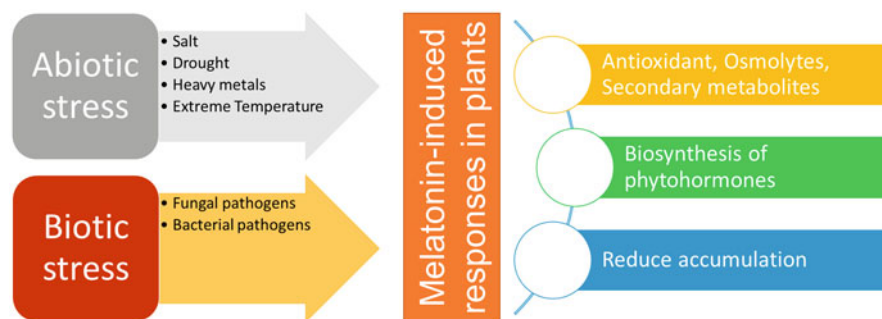 Abiotic
stress
• Salt
• Drought
• Heavy metals
• Extreme Temperature
Biotic
stress
• Fungal pathogens
• Bacterial pathogens
Melatonin-induced
responses in plants
Antioxidant, Osmolytes,
Secondary metabolites
Biosynthesis of
phytohormones
Reduce accumulation